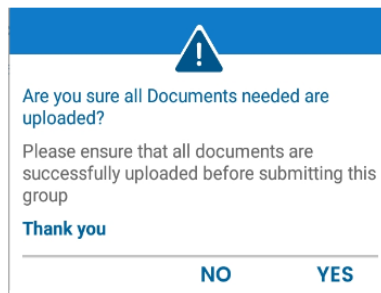 Are you sure all Documents needed are
uploaded?
Please ensure that all documents are
successfully uploaded before submitting this
group
Thank you
NO YES